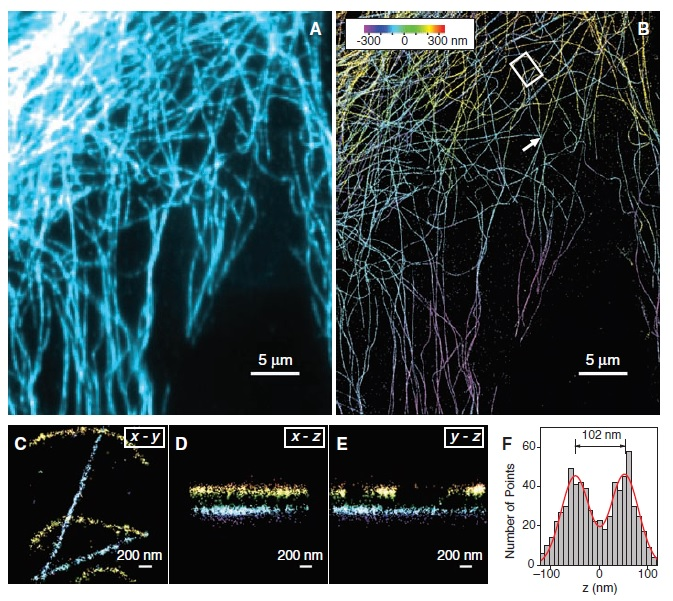 A
B
-300 0 300 nm
5 μm
5 μm
C
x - y
200 nm
D
x - z
200 nm
E
y - z
200 nm
F
102 nm
Number of Points
60
40
20
0
–100 0 100
z (nm)